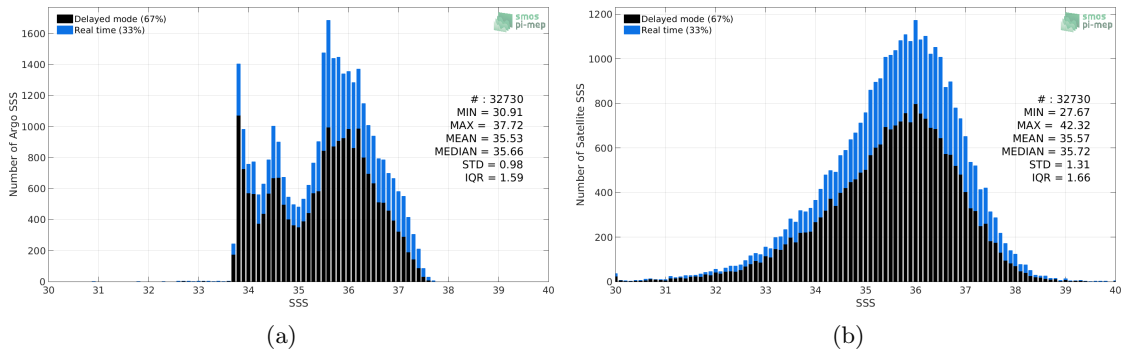 Delayed mode (67%)
Real time (33%)
smos
pi-mep
# : 32730
MIN = 30.91
MAX = 37.72
MEAN = 35.53
MEDIAN = 35.66
STD = 0.98
IQR = 1.59
Number of Argo SSS
1600
1400
1200
1000
800
600
400
200
0
30 31 32 33 34 35 36 37 38 39 40
SSS
(a)
Delayed mode (67%)
Real time (33%)
smos
pi-mep
# : 32730
MIN = 27.67
MAX = 42.32
MEAN = 35.57
MEDIAN = 35.72
STD = 1.31
IQR = 1.66
Number of Satellite SSS
1200
1000
800
600
400
200
0
30 31 32 33 34 35 36 37 38 39 40
SSS
(b)